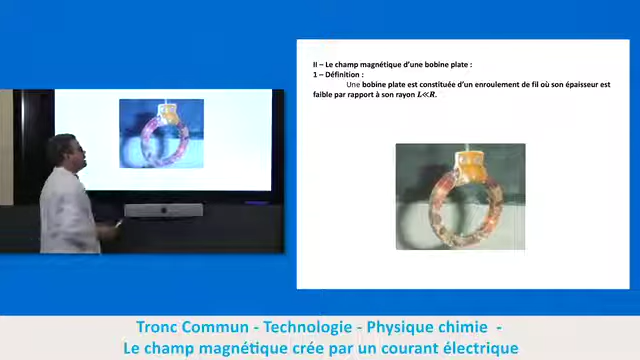 II – Le champ magnétique d'une bobine plate :
1 – Définition :
Une bobine plate est constituée d'un enroulement de fil où son épaisseur est
faible par rapport à son rayon L≪R.
Tronc Commun - Technologie - Physique chimie -
Le champ magnétique crée par un courant électrique